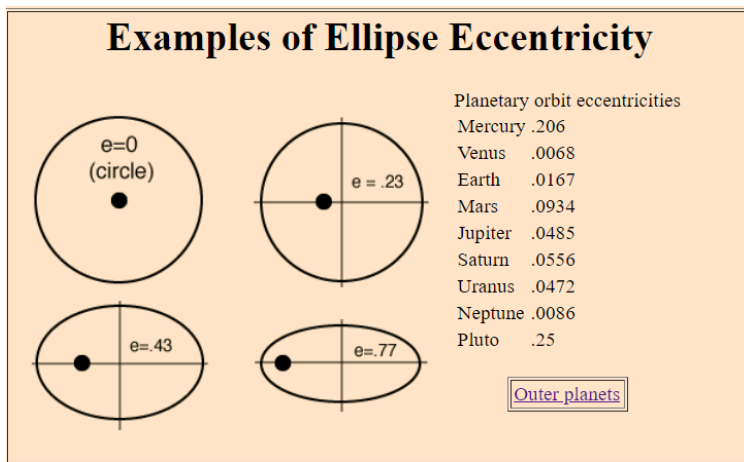 Examples of Ellipse Eccentricity
e=0
(circle)
e = .23
e=.43
e=.77
Planetary orbit eccentricities
Mercury .206
Venus .0068
Earth .0167
Mars .0934
Jupiter .0485
Saturn .0556
Uranus .0472
Neptune .0086
Pluto .25
Outer planets